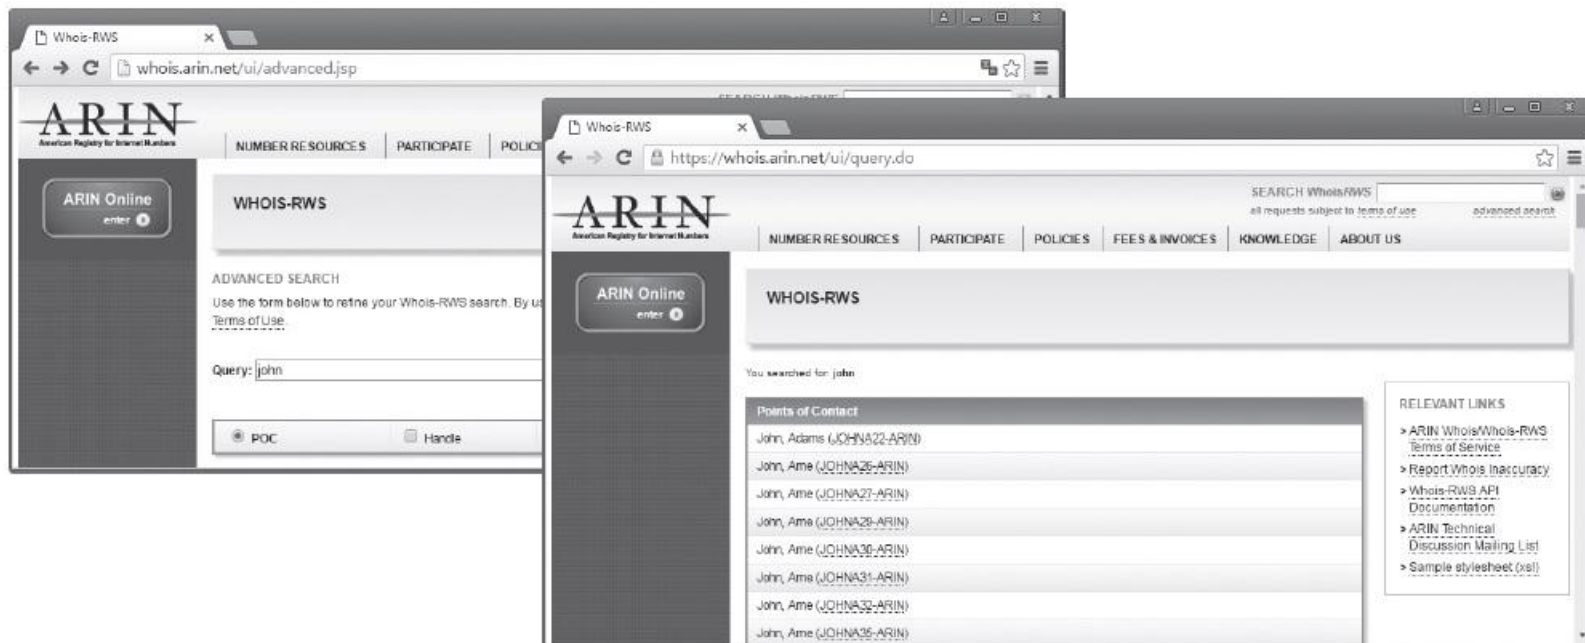 Whois-RWS
whois.arin.net/ui/advanced.jsp
ARIN
American Registry for Internet Numbers
NUMBER RESOURCES
PARTICIPATE
ARIN Online
enter
WHOIS-RWS
ADVANCED SEARCH
Use the form below to refine your Whois-RWS search. By
Terms of Use.
Query: john
POC
Handle
Whois-RWS
https://whois.arin.net/ui/query.do
ARIN
American Registry for Internet Numbers
SEARCH WhoisRWS
all requests subject to terms of use
advanced search
NUMBER RESOURCES
PARTICIPATE
POLICIES
FEES & INVOICES
KNOWLEDGE
ABOUT US
ARIN Online
enter
WHOIS-RWS
You searched for: john
Points of Contact
John, Adams (JOHNA22-ARIN)
John, Ame (JOHNA26-ARIN)
John, Ame (JOHNA27-ARIN)
John, Ame (JOHNA29-ARIN)
John, Ame (JOHNA30-ARIN)
John, Ame (JOHNA31-ARIN)
John, Ame (JOHNA32-ARIN)
John, Ame (JOHNA35-ARIN)
RELEVANT LINKS
> ARIN Whois/Whois-RWS
Terms of Service
> Report Whois Inaccuracy
> Whois-RWS API
Documentation
> ARIN Technical
Discussion Mailing List
> Sample stylesheet (xsl)